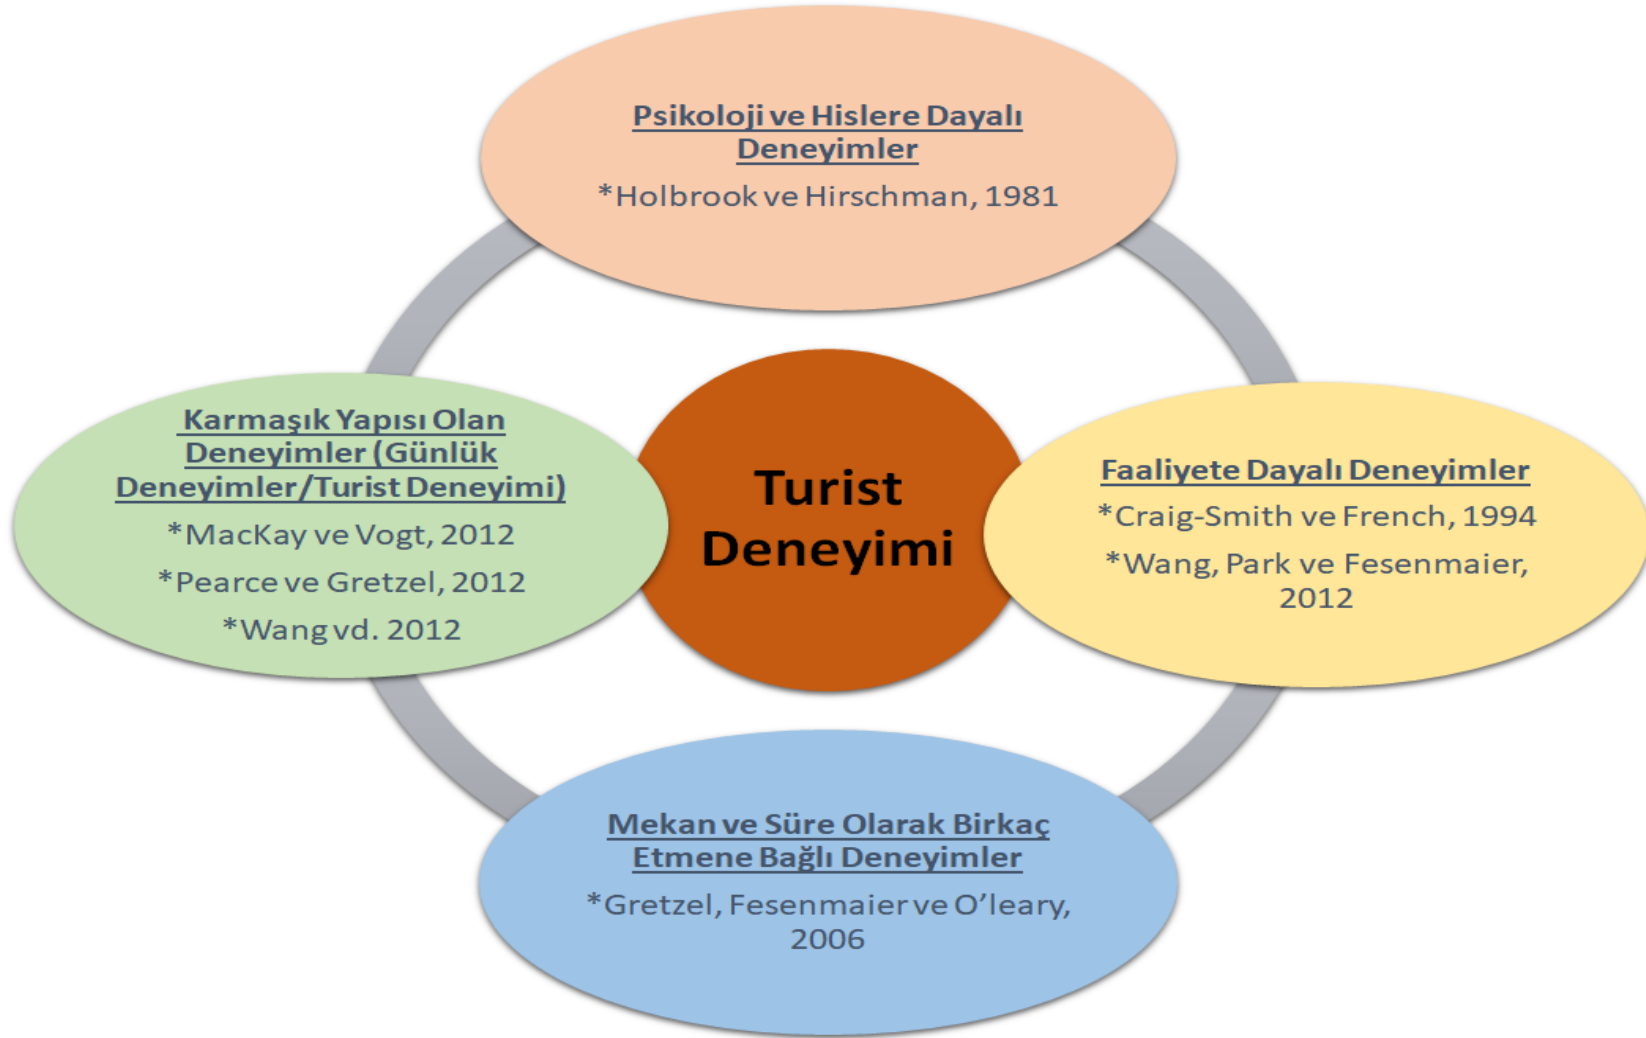 Psikoloji ve Hislere Dayalı
Deneyimler
*Holbrook ve Hirschman, 1981
Karmaşık Yapısı Olan
Deneyimler (Günlük
Deneyimler/Turist Deneyimi)
*MacKay ve Vogt, 2012
*Pearce ve Gretzel, 2012
*Wang vd. 2012
Turist
Deneyimi
Faaliyete Dayalı Deneyimler
*Craig-Smith ve French, 1994
*Wang, Park ve Fesenmaier,
2012
Mekan ve Süre Olarak Birkaç
Etmene Bağlı Deneyimler
*Gretzel, Fesenmaier ve O’leary,
2006